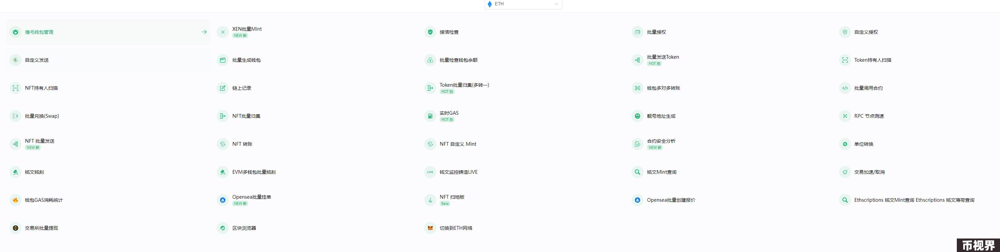 ETH
撸毛钱包管理
XEN批量Mint
NEW 新
授信检查
批量授权
自定义授权
自定义发送
批量生成钱包
批量检查钱包余额
批量发送Token
HOT 热
Token持有人扫描
NFT持有人扫描
链上记录
Token批量归集(多转一)
HOT 热
钱包多对多转账
批量调用合约
批量兑换(Swap)
NFT批量归集
实时GAS
HOT 热
靓号地址生成
RPC 节点测速
NFT 批量发送
NEW 新
NFT 转账
NFT 自定义 Mint
合约安全分析
NEW 新
单位转换
铭文铭刻
EVM多钱包批量铭刻
LIVE
铭文监控铸造LIVE
铭文Mint查询
交易加速/取消
钱包GAS消耗统计
Opensea批量挂单
NEW 新
NFT 扫地板
Beta
Opensea批量创建报价
Ethscriptions 铭文Mint查询 Ethscriptions 铭文薄荷查询
交易所批量提现
区块浏览器
切换到ETH网络
币视界